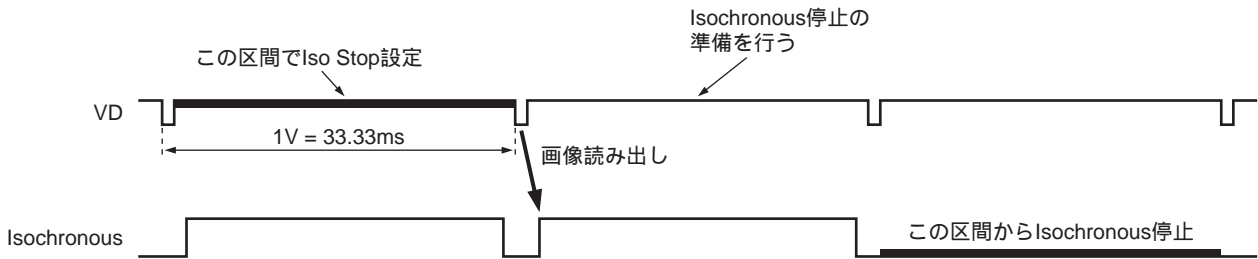 Isochronous停止の
準備を行う
この区間でIso Stop設定
VD
1V = 33.33ms
画像読み出し
Isochronous
この区間からIsochronous停止